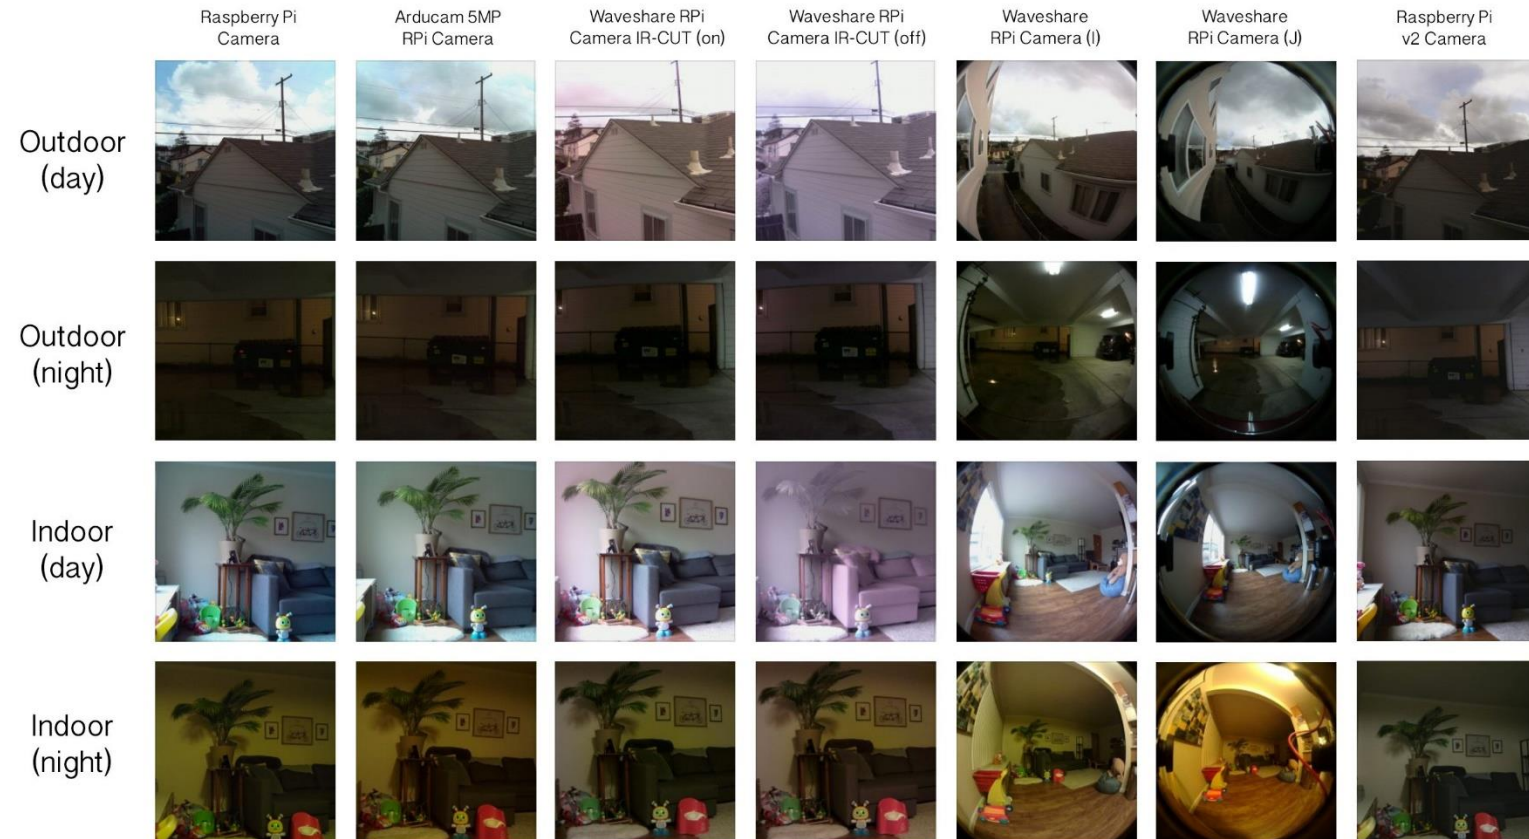 Raspberry Pi
Camera
Arducam 5MP
RPi Camera
Waveshare RPi
Camera IR-CUT (on)
Waveshare RPi
Camera IR-CUT (off)
Waveshare
RPi Camera (I)
Waveshare
RPi Camera (J)
Raspberry Pi
v2 Camera
Outdoor
(day)
Outdoor
(night)
Indoor
(day)
Indoor
(night)